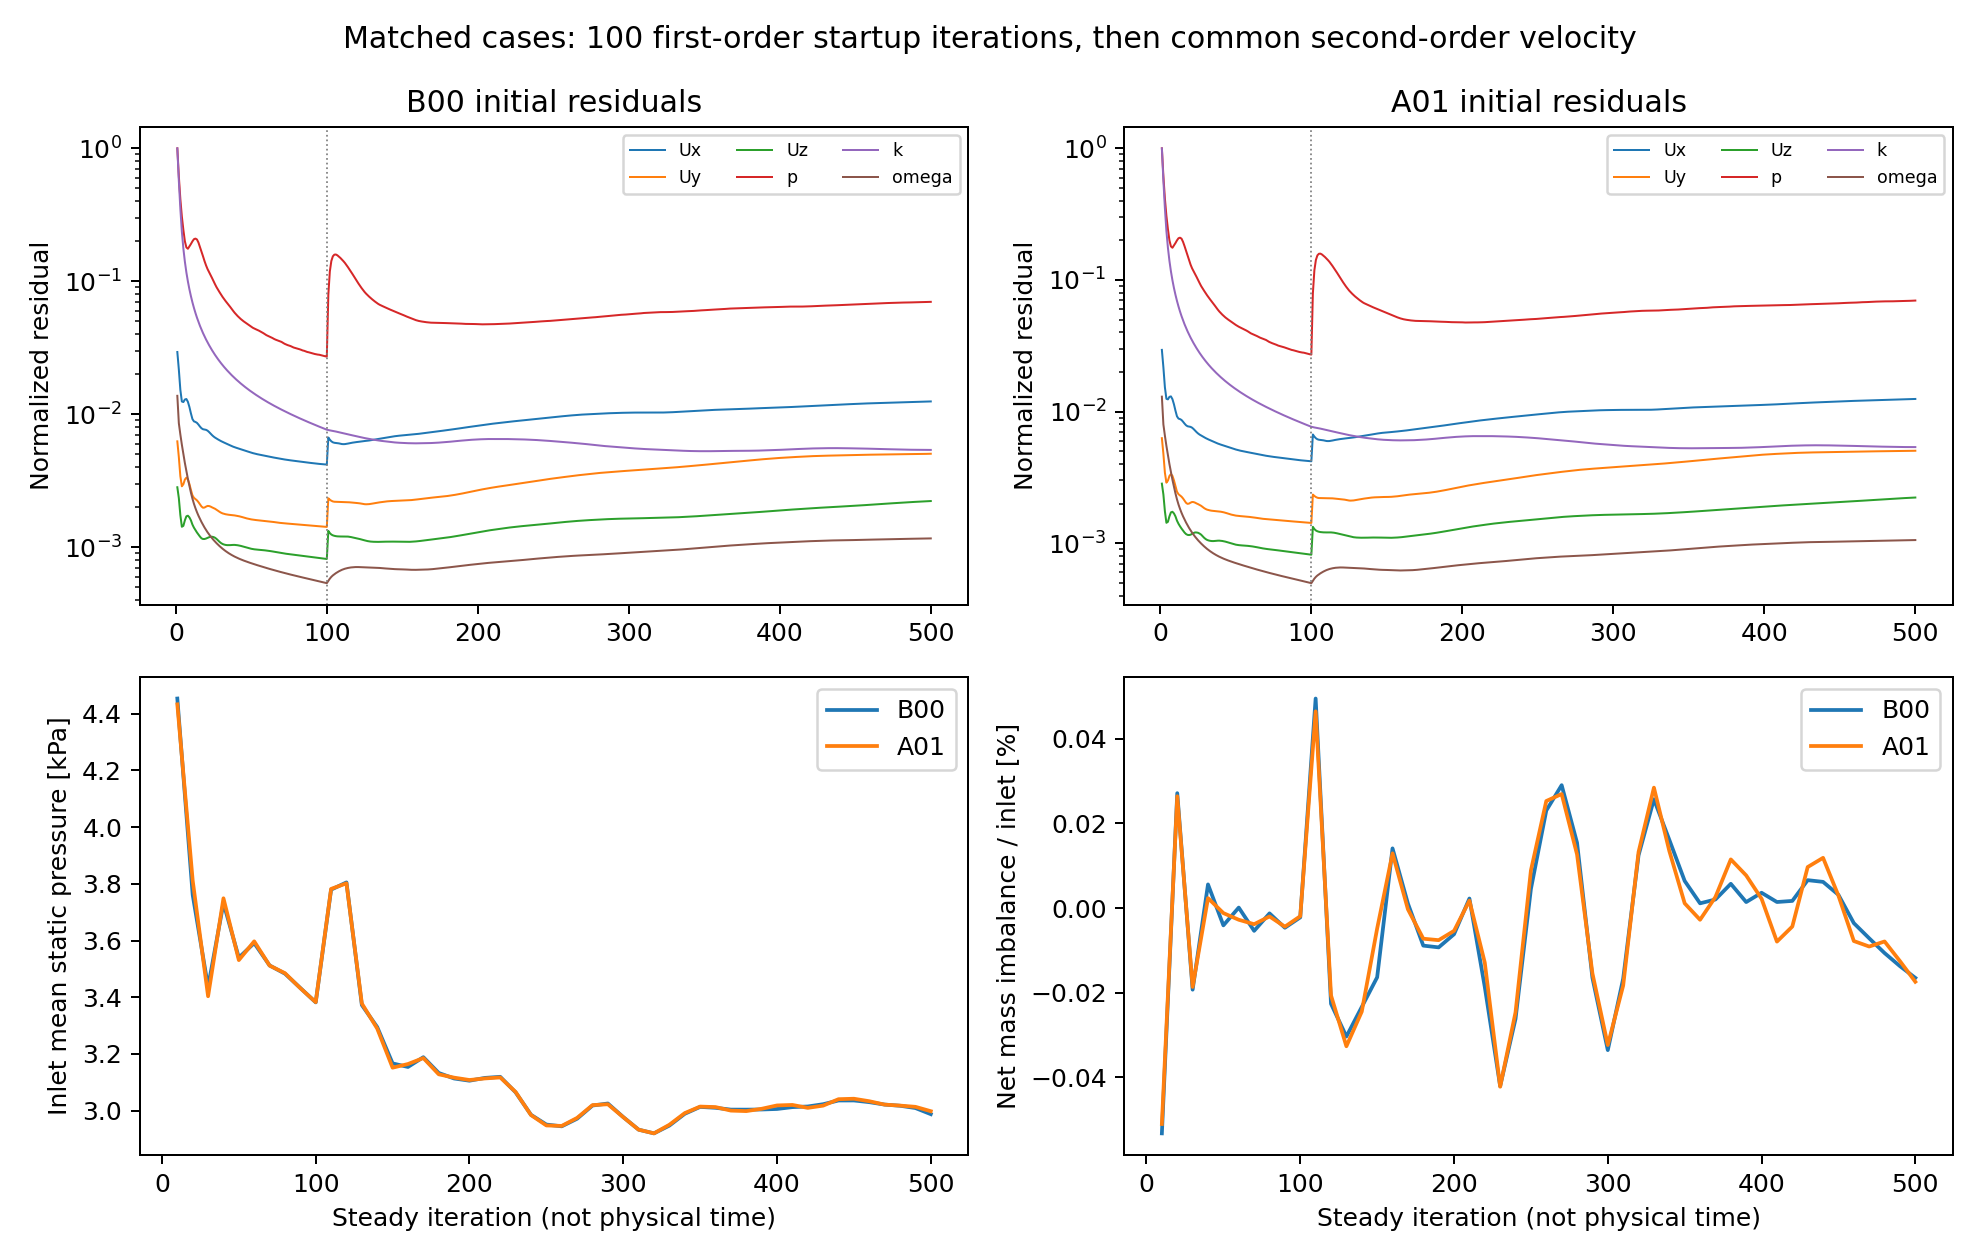 Matched cases: 100 first-order startup iterations, then common second-order velocity
B00 initial residuals
Normalized residual
10⁰
10⁻¹
10⁻²
10⁻³
Ux Uz k
Uy p omega
0 100 200 300 400 500
A01 initial residuals
Normalized residual
10⁰
10⁻¹
10⁻²
10⁻³
Ux Uz k
Uy p omega
0 100 200 300 400 500
Inlet mean static pressure [kPa]
4.4
4.2
4.0
3.8
3.6
3.4
3.2
3.0
B00
A01
0 100 200 300 400 500
Steady iteration (not physical time)
Net mass imbalance / inlet [%]
0.04
0.02
0.00
−0.02
−0.04
B00
A01
0 100 200 300 400 500
Steady iteration (not physical time)